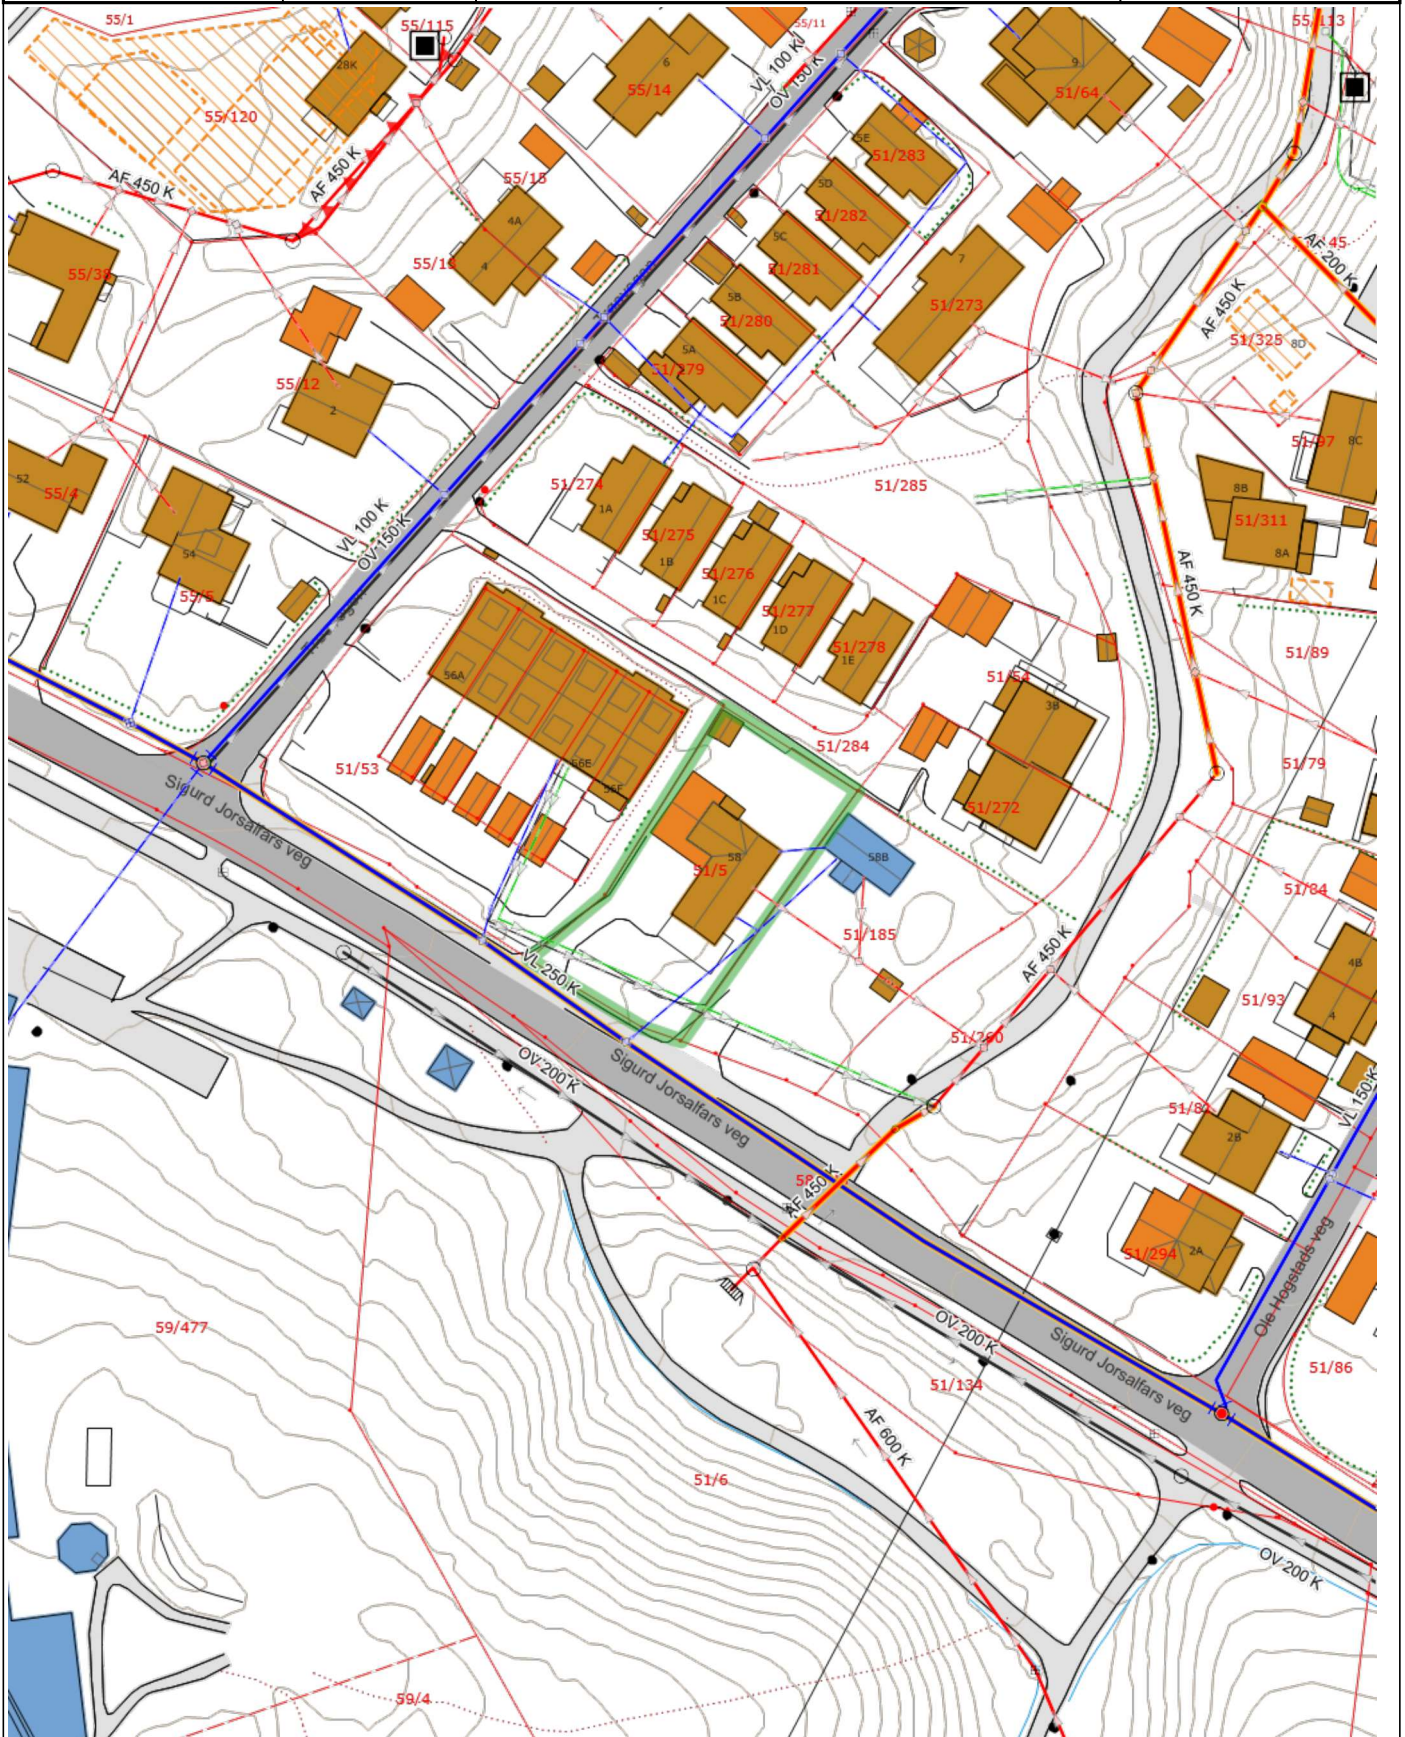 55/1
55/115
55/11
55/113
28K
6
9
VL 100 K
OV 150 K
55/14
51/64
55/120
5E
51/283
AF 450 K
AF 450 K
55/15
5D
51/282
4A
5C
AF 200 K
55/13
4
51/281
7
55/38
5B
51/273
AF 450 K
51/280
51/325
8D
5A
51/279
55/12
2
51/97
8C
52
55/4
51/274
51/285
8B
1A
VL 100 K
OV 150 K
51/275
51/311
54
1B
8A
51/276
AF 450 K
55/5
1C
51/277
1D
51/278
51/89
1E
56A
51/54
3B
51/284
51/53
56E
51/79
56F
51/272
Sigurd Jorsalfars veg
58
58B
51/5
51/84
51/185
AF 450 K
4B
VL 250 K
51/93
4
51/260
Sigurd Jorsalfars veg
OV 200 K
VL 150 K
51/82
2B
AF 450 K
51/294
2A
Ole Hogstads veg
59/477
OV 200 K
Sigurd Jorsalfars veg
51/86
51/134
AF 600 K
51/6
OV 200 K
59/4